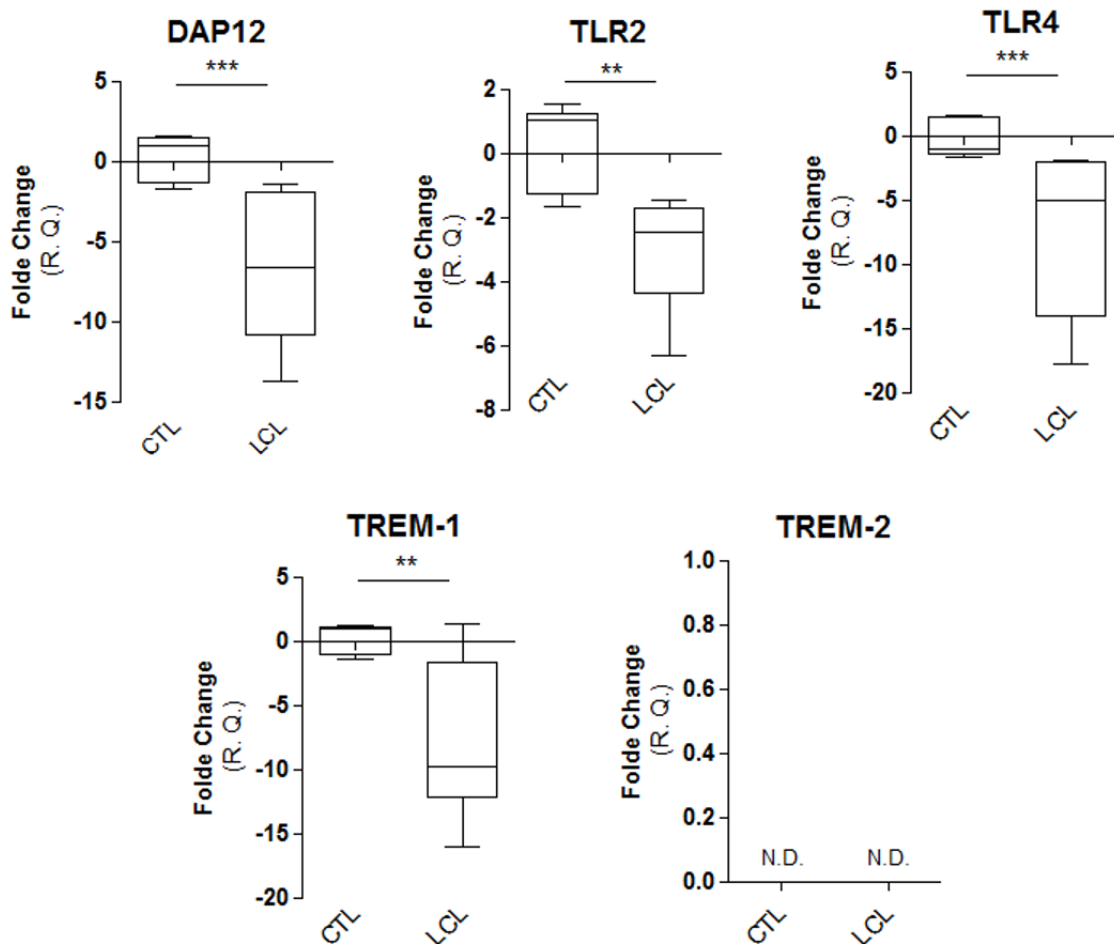 DAP12
***
5
0
-5
-10
-15
Folde Change
(R. Q.)
CTL
LCL
TLR2
**
2
0
-2
-4
-6
-8
Folde Change
(R. Q.)
CTL
LCL
TLR4
***
5
0
-5
-10
-15
-20
Folde Change
(R. Q.)
CTL
LCL
TREM-1
**
5
0
-5
-10
-15
-20
Folde Change
(R. Q.)
CTL
LCL
TREM-2
1.0
0.8
0.6
0.4
0.2
0.0
Folde Change
(R. Q.)
N.D.
N.D.
CTL
LCL